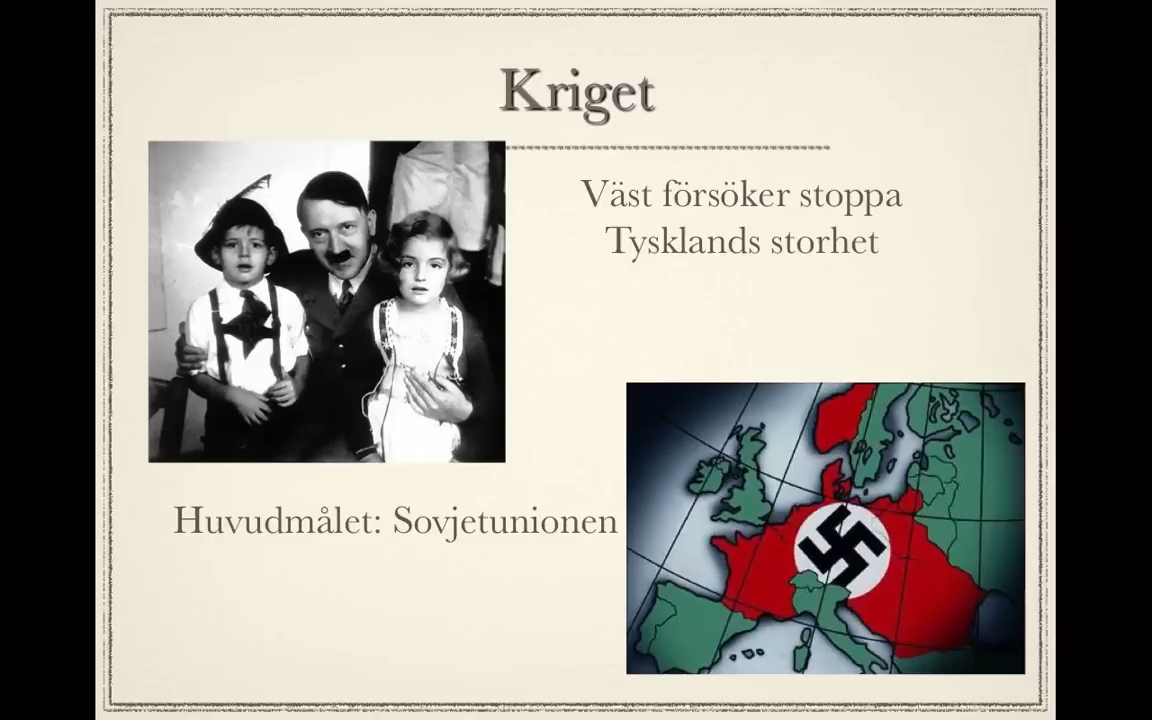 Kriget
Väst försöker stoppa
Tysklands storhet
Huvudmålet: Sovjetunionen